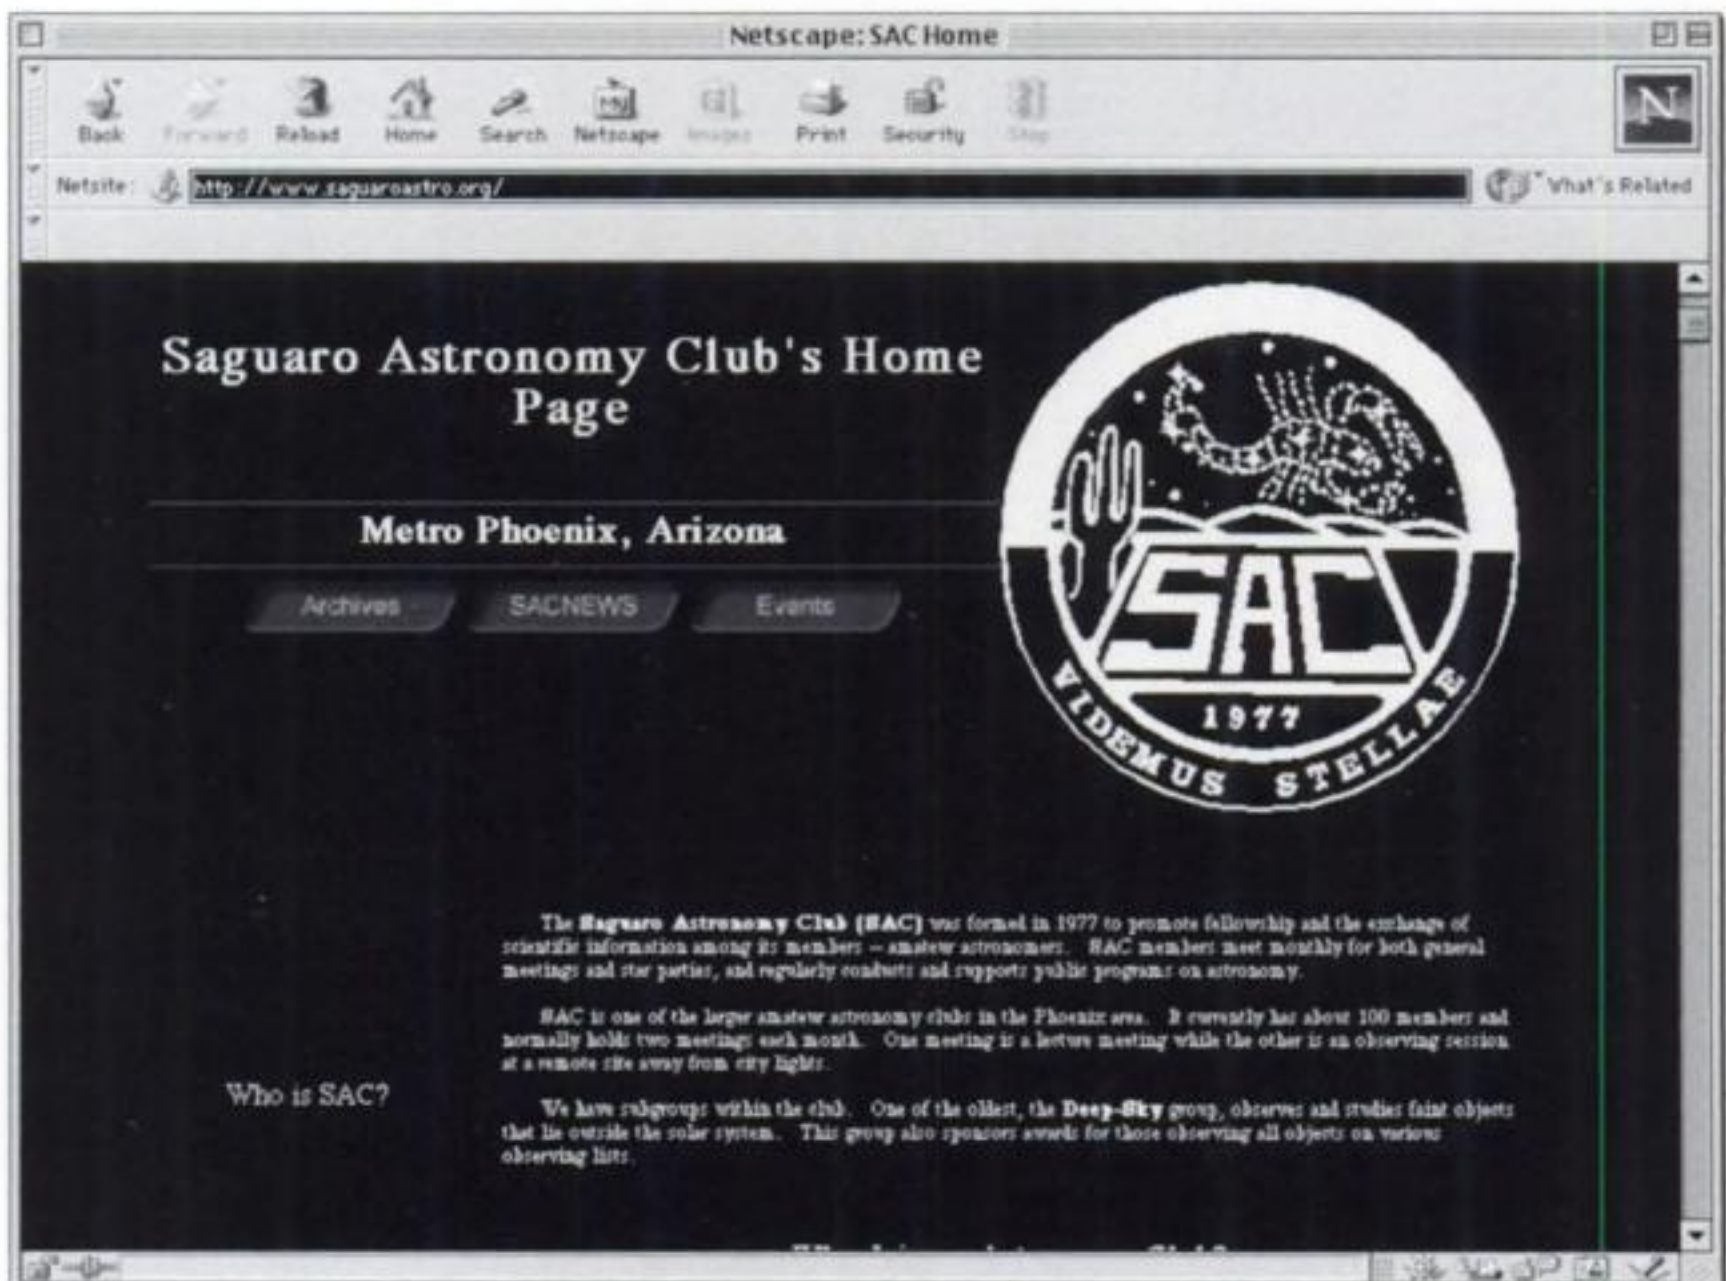 Netscape: SAC Home
Back Forward Reload Home Search Netscape Images Print Security Stop
Netsite: http://www.saguaroastro.org/ What's Related
Saguaro Astronomy Club's Home
Page
Metro Phoenix, Arizona
Archives SACNEWS Events
SAC
1977
VIDEMUS STELLAE
The Saguaro Astronomy Club (SAC) was formed in 1977 to promote fellowship and the exchange of
scientific information among its members -- amateur astronomers. SAC members meet monthly for both general
meetings and star parties, and regularly conducts and supports public programs on astronomy.
SAC is one of the larger amateur astronomy clubs in the Phoenix area. It currently has about 100 members and
normally holds two meetings each month. One meeting is a lecture meeting while the other is an observing session
at a remote site away from city lights.
Who is SAC?
We have subgroups within the club. One of the oldest, the Deep-Sky group, observes and studies faint objects
that lie outside the solar system. This group also sponsors awards for those observing all objects on various
observing lists.